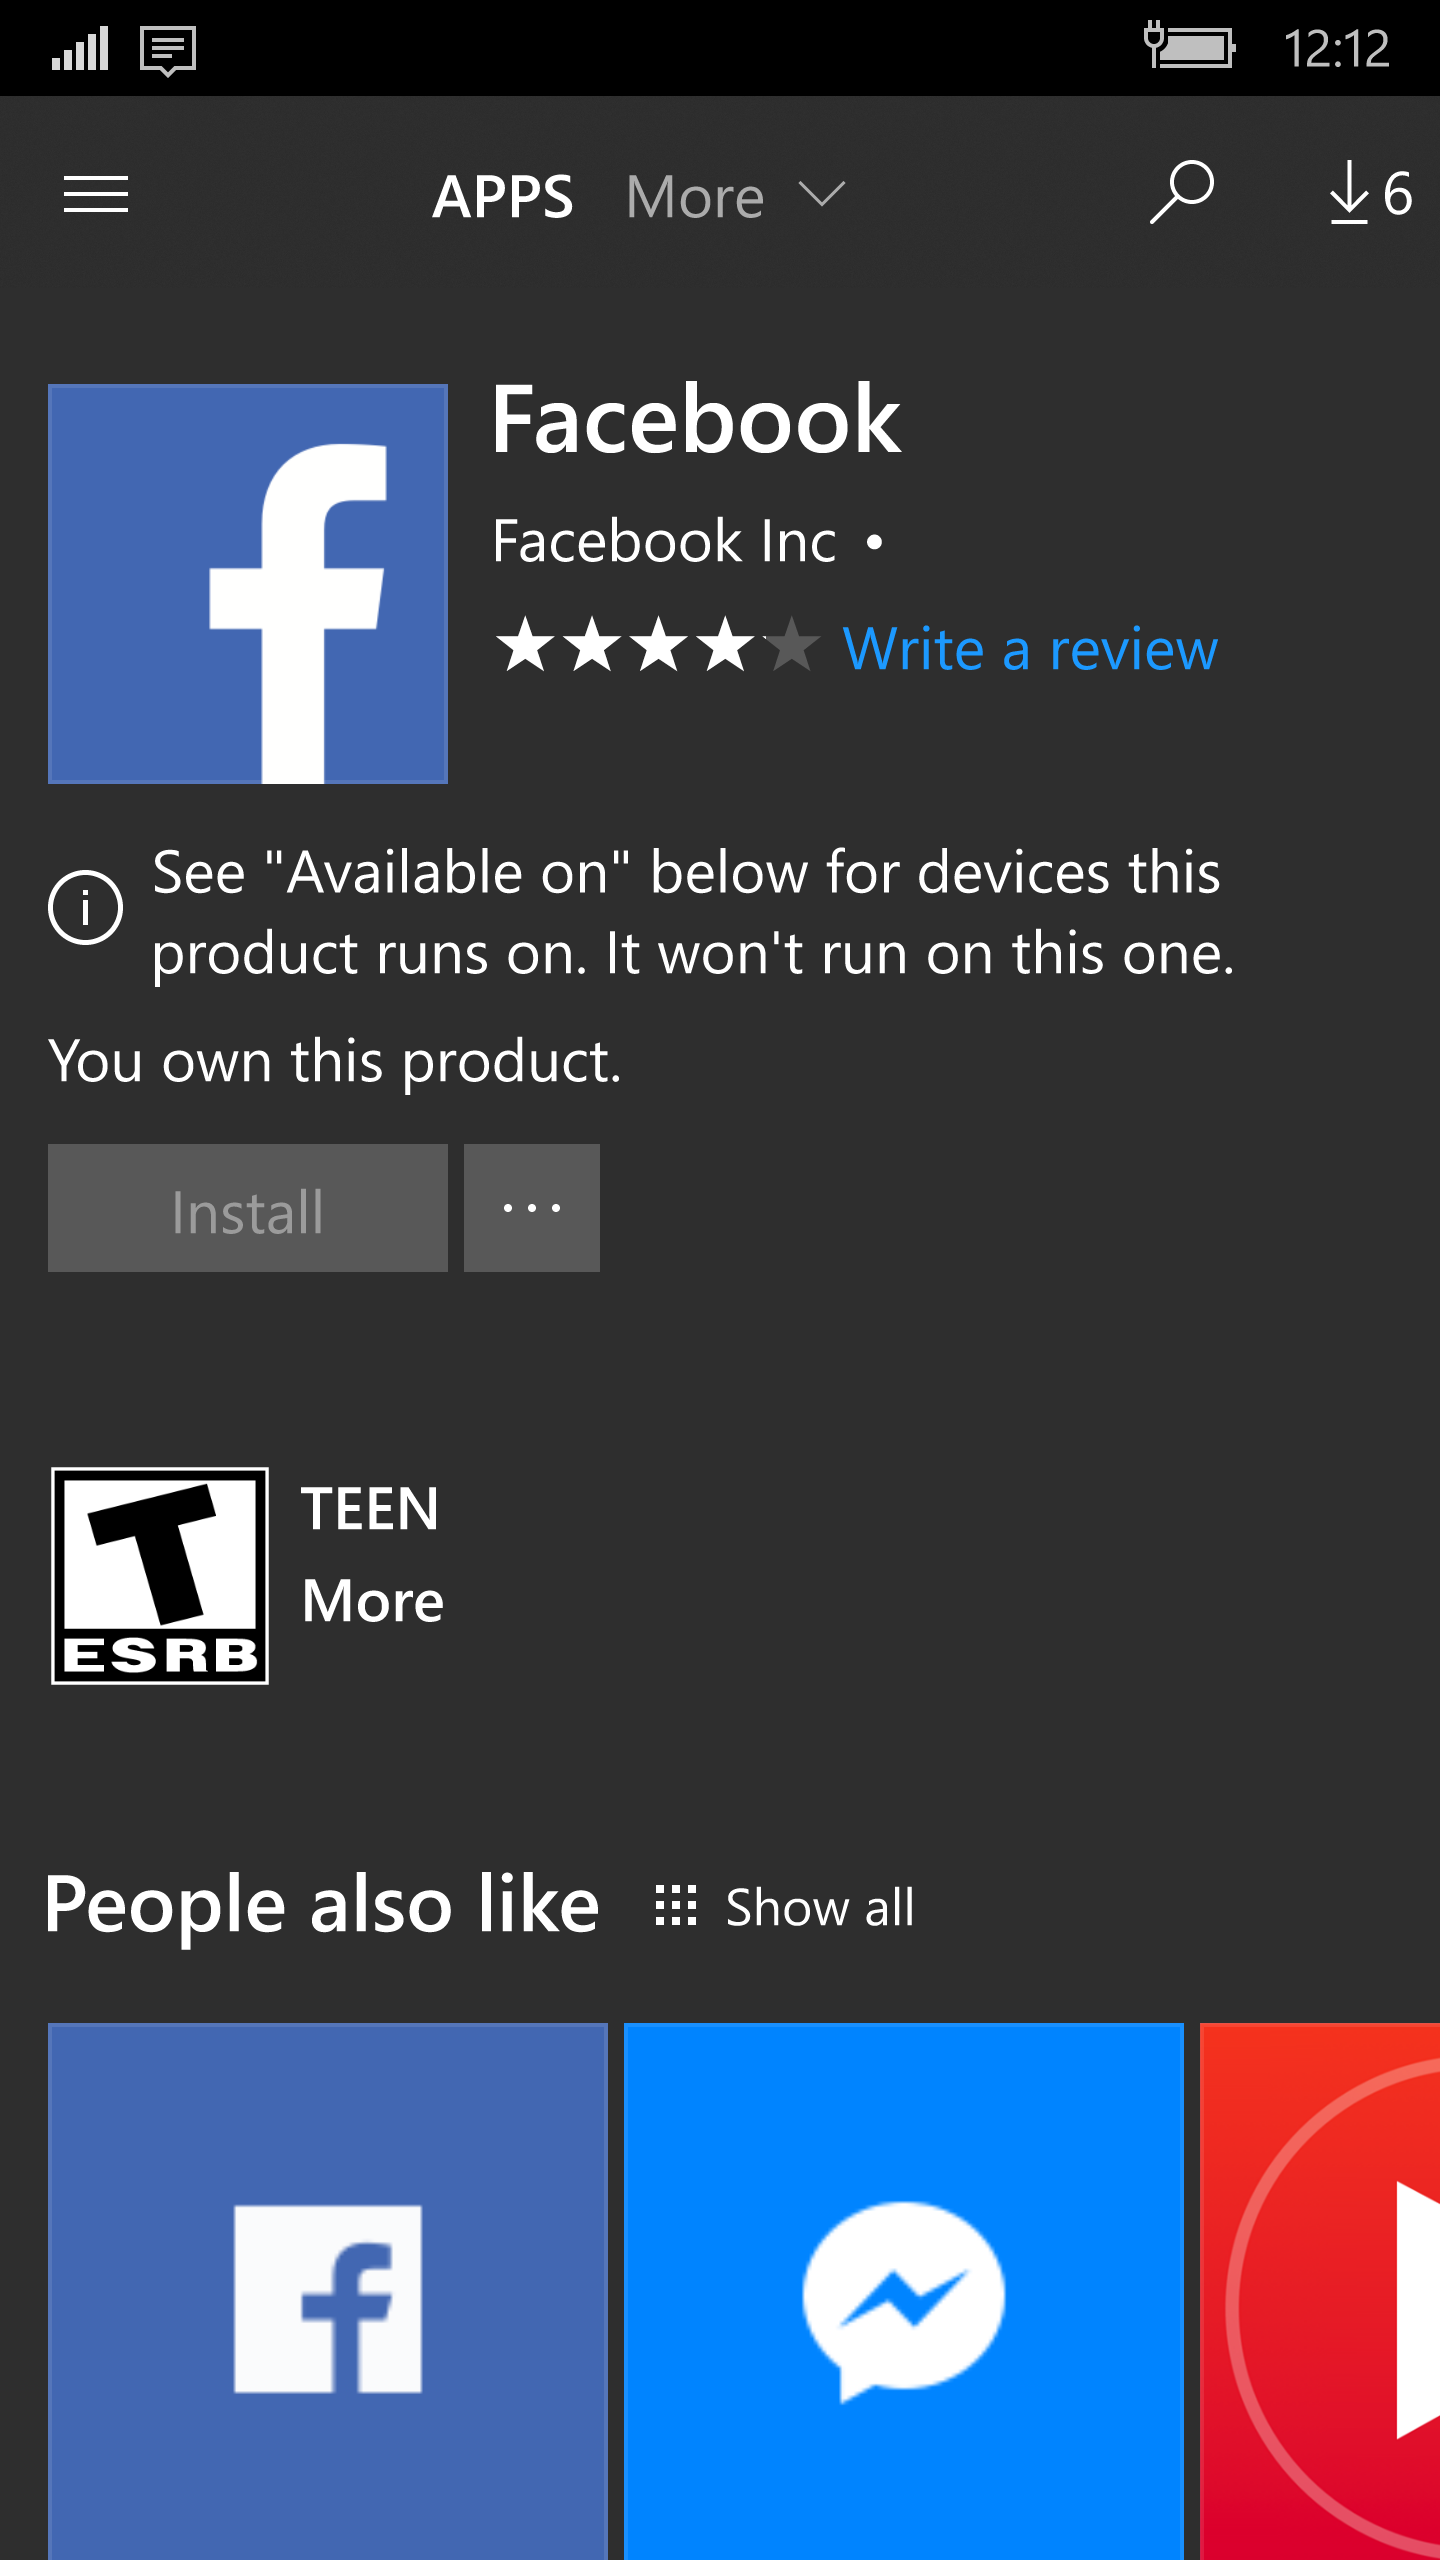 12:12
APPS More
6
Facebook
Facebook Inc •
Write a review
See "Available on" below for devices this
product runs on. It won't run on this one.
You own this product.
Install ...
T
ESRB
TEEN
More
People also like Show all